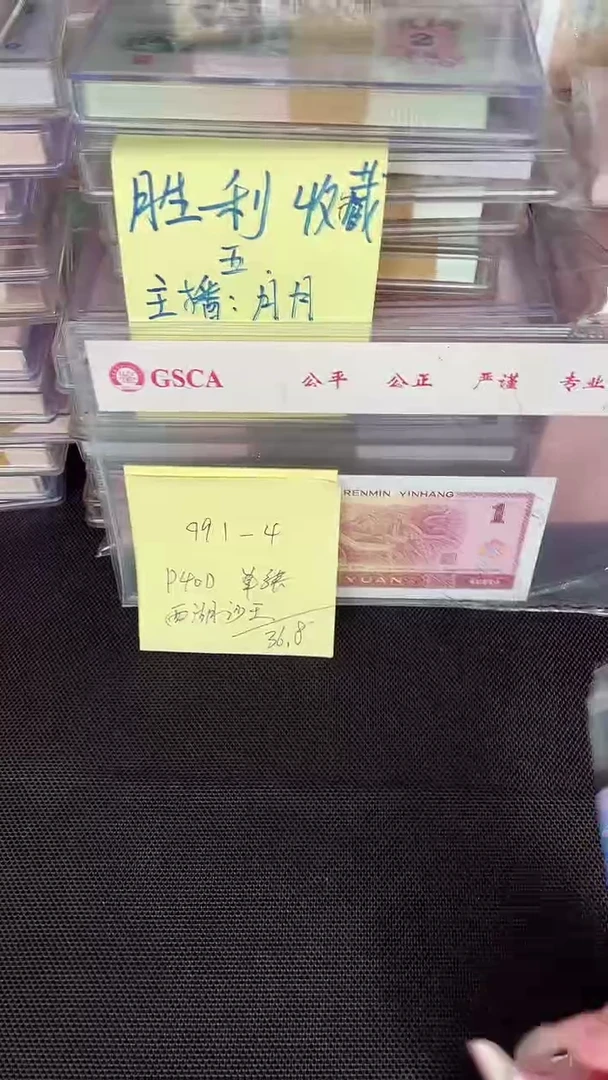 胜利收藏
五
主播：月月
GSCA 公平 公正 严谨 专业
991-4
RENMIN YINHANG
1
P40D 单张
YUAN
西湖沙王
36.8